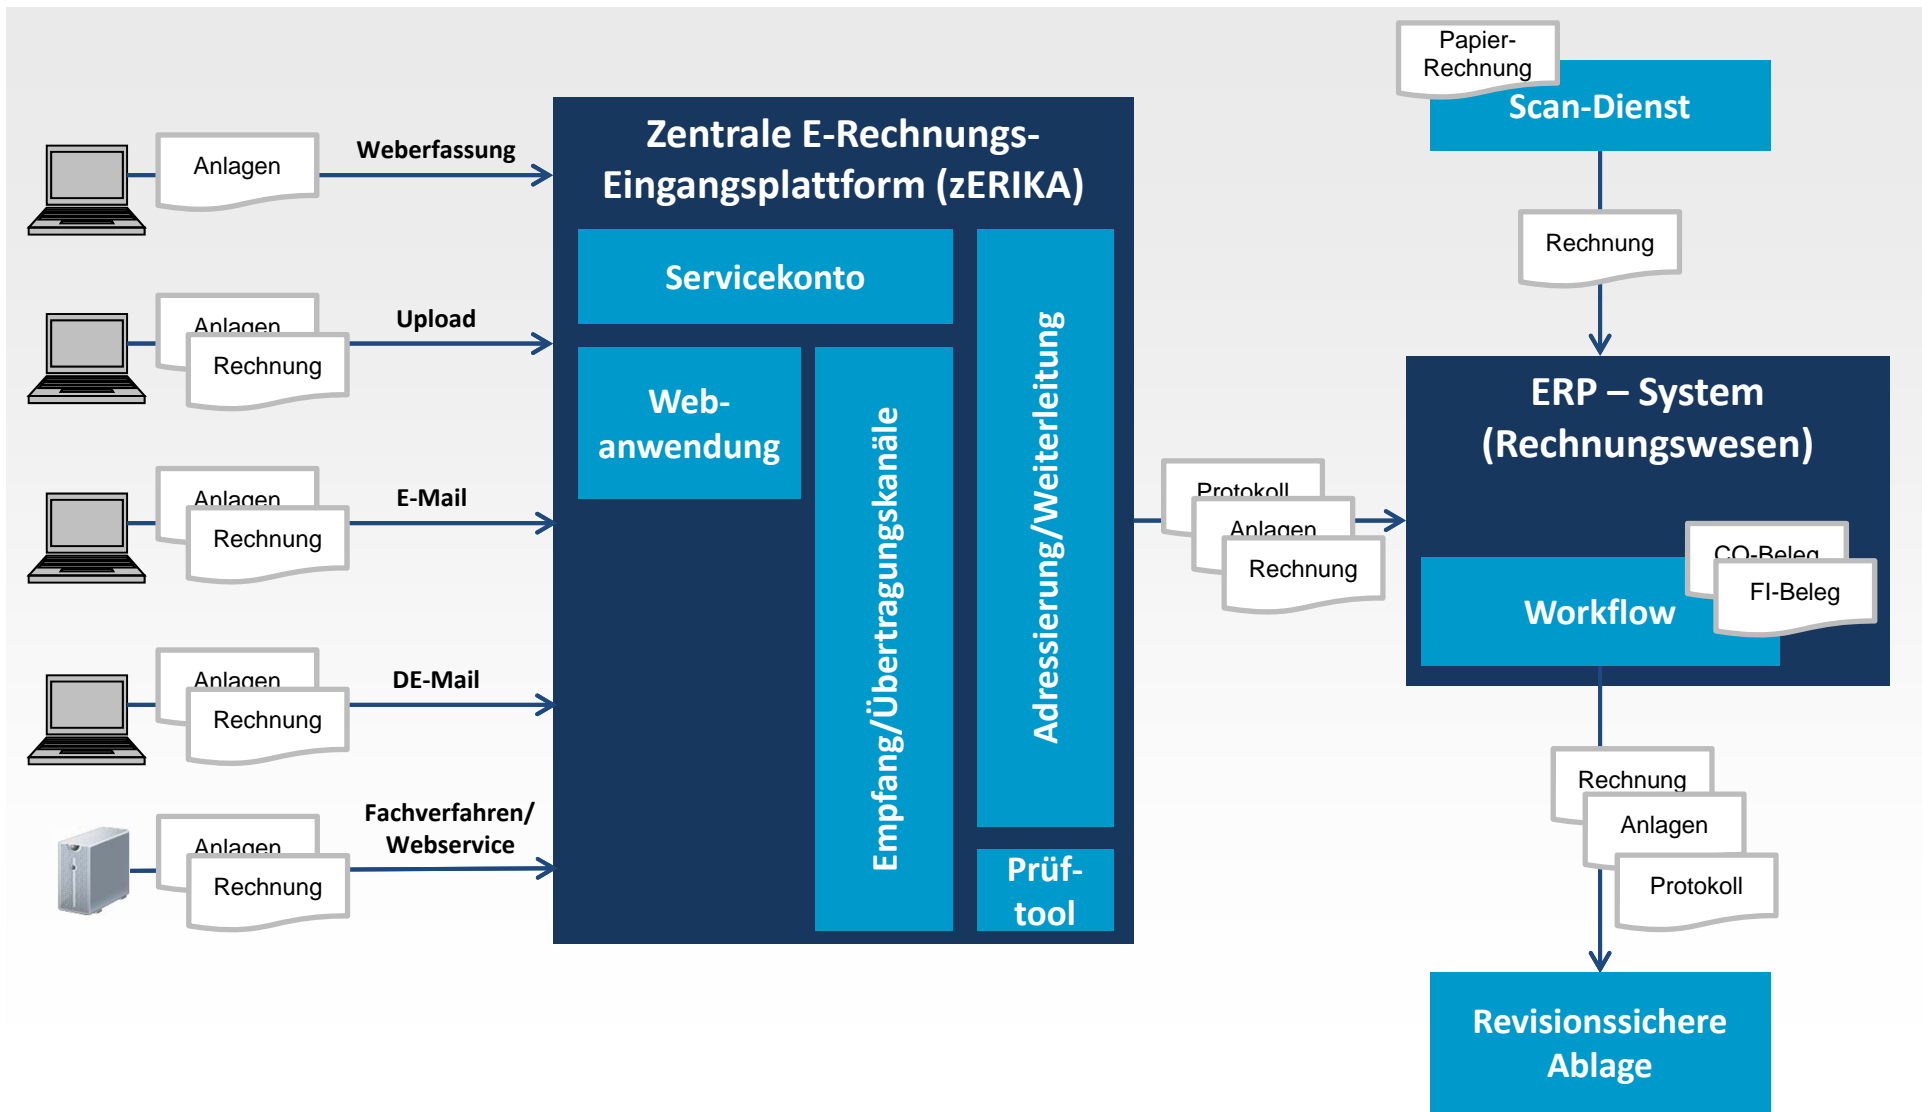 Anlagen
Weberfassung
Anlagen
Rechnung
Upload
Anlagen
Rechnung
E-Mail
Anlagen
Rechnung
DE-Mail
Anlagen
Rechnung
Fachverfahren/
Webservice
Zentrale E-Rechnungs-
Eingangsplattform (zERIKA)
Servicekonto
Web-
anwendung
Empfang/Übertragungskanäle
Adressierung/Weiterleitung
Prüf-
tool
Protokoll
Anlagen
Rechnung
Papier-
Rechnung
Scan-Dienst
Rechnung
ERP – System
(Rechnungswesen)
CO-Beleg
FI-Beleg
Workflow
Rechnung
Anlagen
Protokoll
Revisionssichere
Ablage